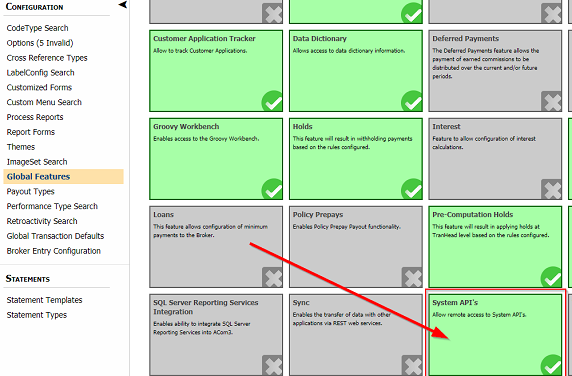 CONFIGURATION
CodeType Search
Options (5 Invalid)
Cross Reference Types
LabelConfig Search
Customized Forms
Custom Menu Search
Process Reports
Report Forms
Themes
ImageSet Search
Global Features
Payout Types
Performance Type Search
Retroactivity Search
Global Transaction Defaults
Broker Entry Configuration
STATEMENTS
Statement Templates
Statement Types
Customer Application Tracker
Allow to track Customer Applications.
Data Dictionary
Allows access to data dictionary information.
Deferred Payments
The Deferred Payments feature allows the
payment of earned commissions to be
distributed over the current and/or future
periods.
Groovy Workbench
Enables access to the Groovy Workbench.
Holds
This feature will result in withholding payments
based on the rules configured.
Interest
Feature to allow configuration of interest
calculations.
Loans
This feature allows configuration of minimum
payments to the Broker.
Policy Prepays
Enables Policy Prepay Payout functionality.
Pre-Computation Holds
This feature will result in applying holds at
TranHead level based on the rules configured.
SQL Server Reporting Services
Integration
Enables ability to integrate SQL Server
Reporting Services into ACom3.
Sync
Enables the transfer of data with other
applications via REST web services.
System API's
Allow remote access to System API's.